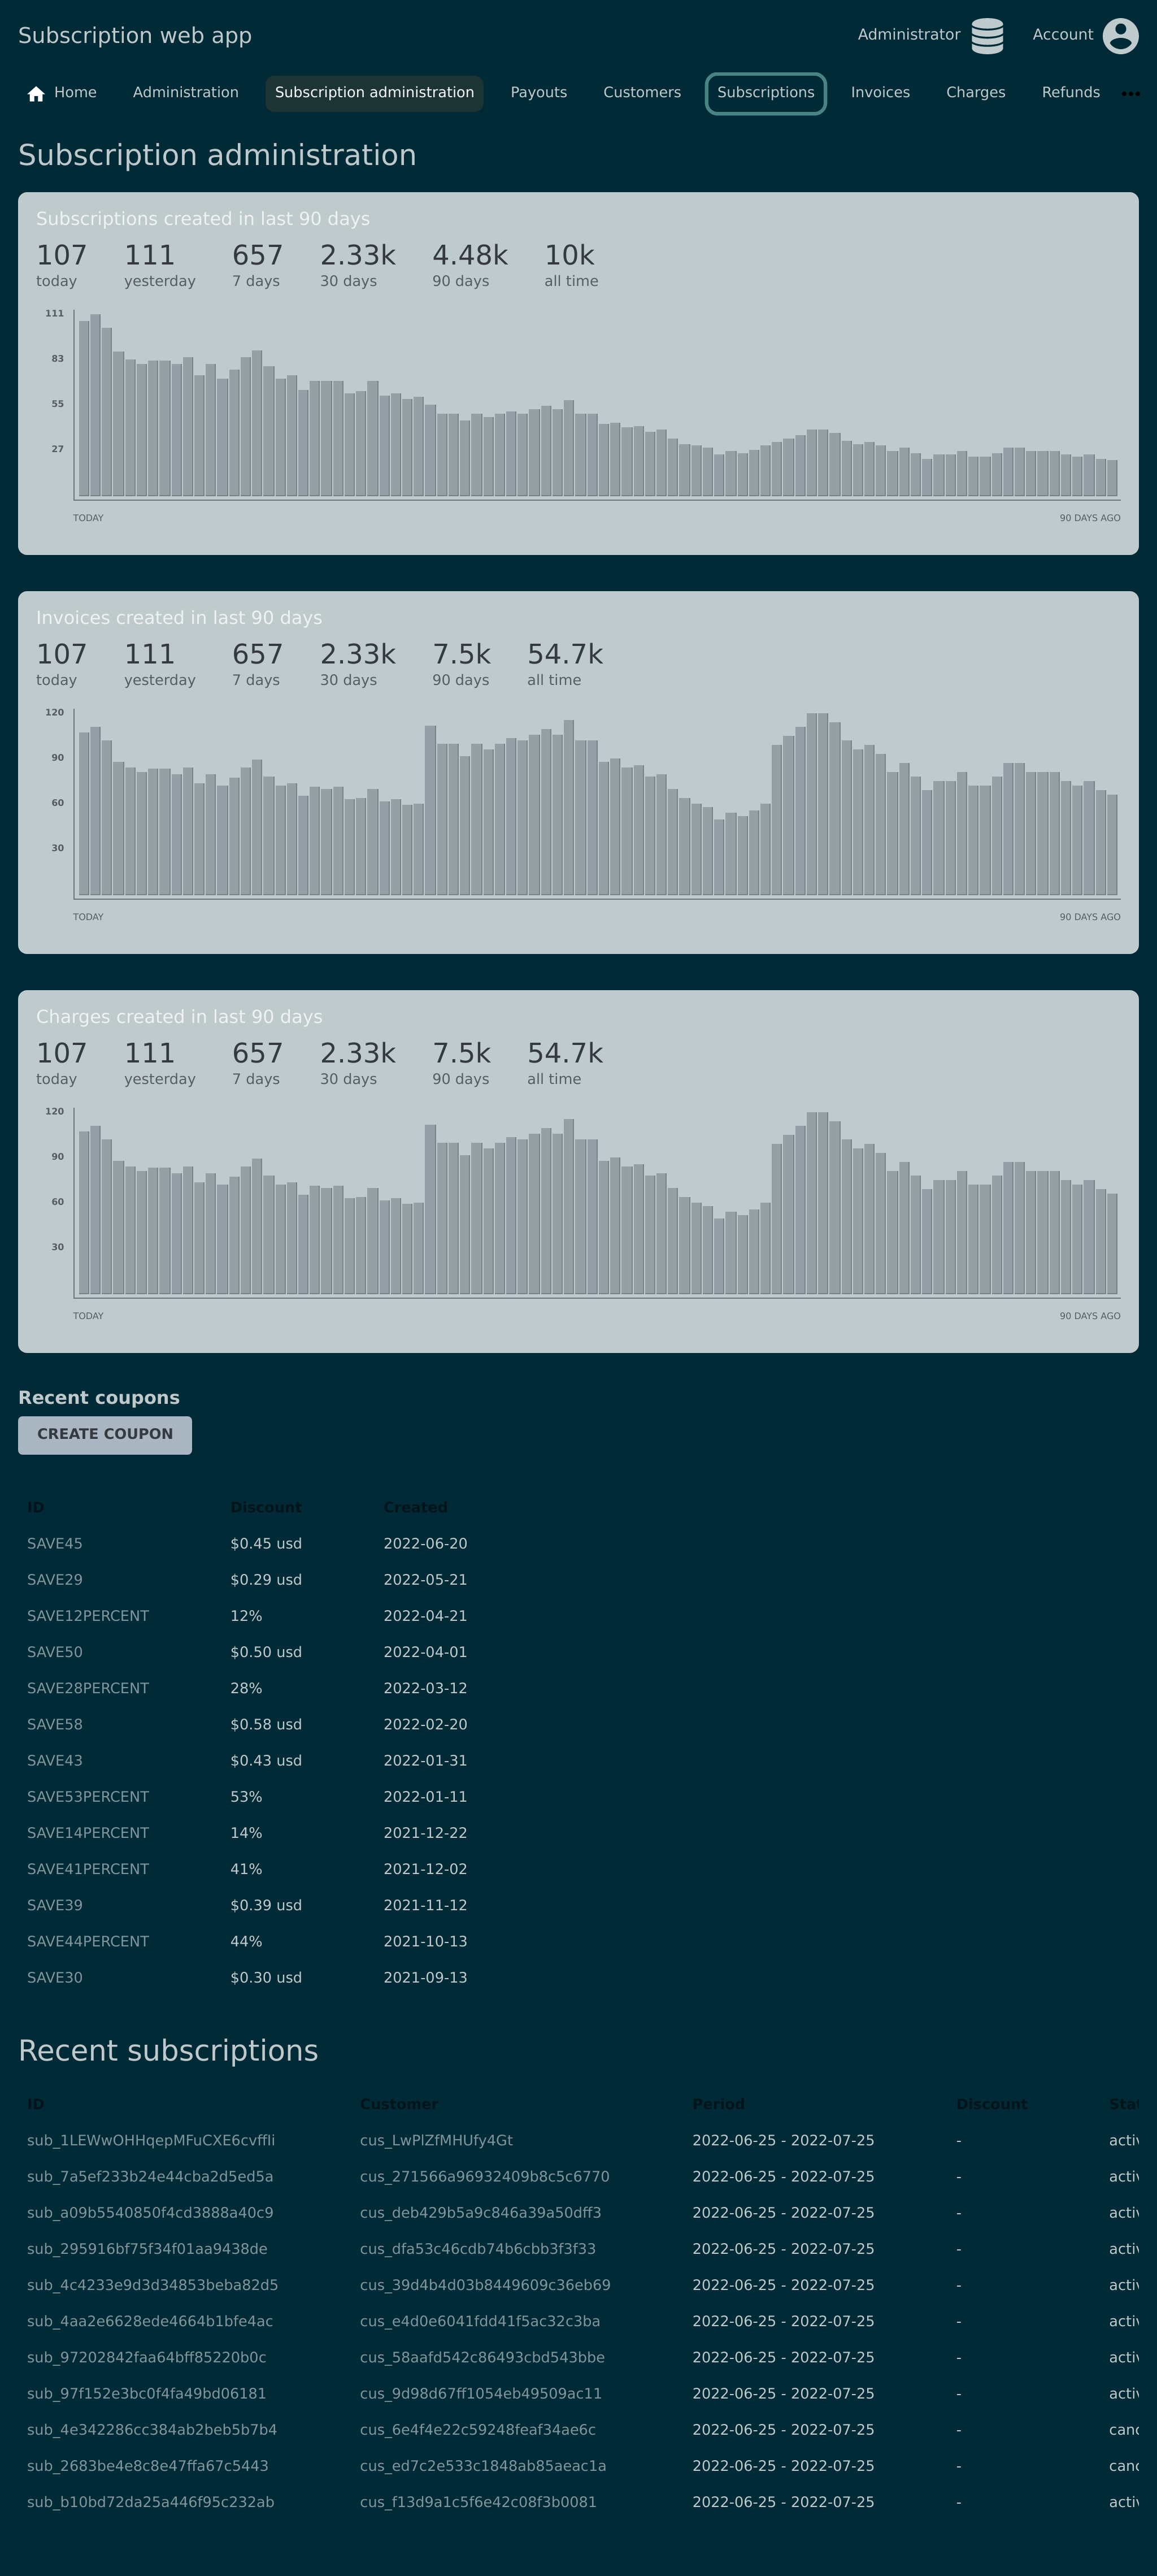 Subscription web app Administrator Account
Home Administration Subscription administration Payouts Customers Subscriptions Invoices Charges Refunds •••
Subscription administration
Subscriptions created in last 90 days
107 111 657 2.33k 4.48k 10k
today yesterday 7 days 30 days 90 days all time
111
83
55
27
TODAY 90 DAYS AGO
Invoices created in last 90 days
107 111 657 2.33k 7.5k 54.7k
today yesterday 7 days 30 days 90 days all time
120
90
60
30
TODAY 90 DAYS AGO
Charges created in last 90 days
107 111 657 2.33k 7.5k 54.7k
today yesterday 7 days 30 days 90 days all time
120
90
60
30
TODAY 90 DAYS AGO
Recent coupons
CREATE COUPON
ID Discount Created
SAVE45 $0.45 usd 2022-06-20
SAVE29 $0.29 usd 2022-05-21
SAVE12PERCENT 12% 2022-04-21
SAVE50 $0.50 usd 2022-04-01
SAVE28PERCENT 28% 2022-03-12
SAVE58 $0.58 usd 2022-02-20
SAVE43 $0.43 usd 2022-01-31
SAVE53PERCENT 53% 2022-01-11
SAVE14PERCENT 14% 2021-12-22
SAVE41PERCENT 41% 2021-12-02
SAVE39 $0.39 usd 2021-11-12
SAVE44PERCENT 44% 2021-10-13
SAVE30 $0.30 usd 2021-09-13
Recent subscriptions
ID Customer Period Discount
sub_1LEWwOHHqepMFuCXE6cvffIi cus_LwPlZfMHUfy4Gt 2022-06-25 - 2022-07-25 -
sub_7a5ef233b24e44cba2d5ed5a cus_271566a96932409b8c5c6770 2022-06-25 - 2022-07-25 -
sub_a09b5540850f4cd3888a40c9 cus_deb429b5a9c846a39a50dff3 2022-06-25 - 2022-07-25 -
sub_295916bf75f34f01aa9438de cus_dfa53c46cdb74b6cbb3f3f33 2022-06-25 - 2022-07-25 -
sub_4c4233e9d3d34853beba82d5 cus_39d4b4d03b8449609c36eb69 2022-06-25 - 2022-07-25 -
sub_4aa2e6628ede4664b1bfe4ac cus_e4d0e6041fdd41f5ac32c3ba 2022-06-25 - 2022-07-25 -
sub_97202842faa64bff85220b0c cus_58aafd542c86493cbd543bbe 2022-06-25 - 2022-07-25 -
sub_97f152e3bc0f4fa49bd06181 cus_9d98d67ff1054eb49509ac11 2022-06-25 - 2022-07-25 -
sub_4e342286cc384ab2beb5b7b4 cus_6e4f4e22c59248feaf34ae6c 2022-06-25 - 2022-07-25 -
sub_2683be4e8c8e47ffa67c5443 cus_ed7c2e533c1848ab85aeac1a 2022-06-25 - 2022-07-25 -
sub_b10bd72da25a446f95c232ab cus_f13d9a1c5f6e42c08f3b0081 2022-06-25 - 2022-07-25 -